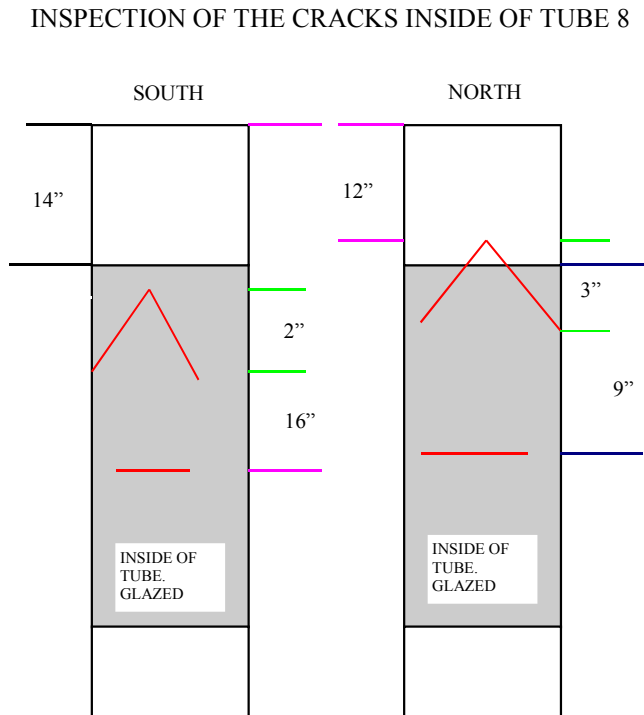 INSPECTION OF THE CRACKS INSIDE OF TUBE 8
SOUTH
NORTH
14”
12”
3”
2”
9”
16”
INSIDE OF
TUBE.
GLAZED
INSIDE OF
TUBE.
GLAZED